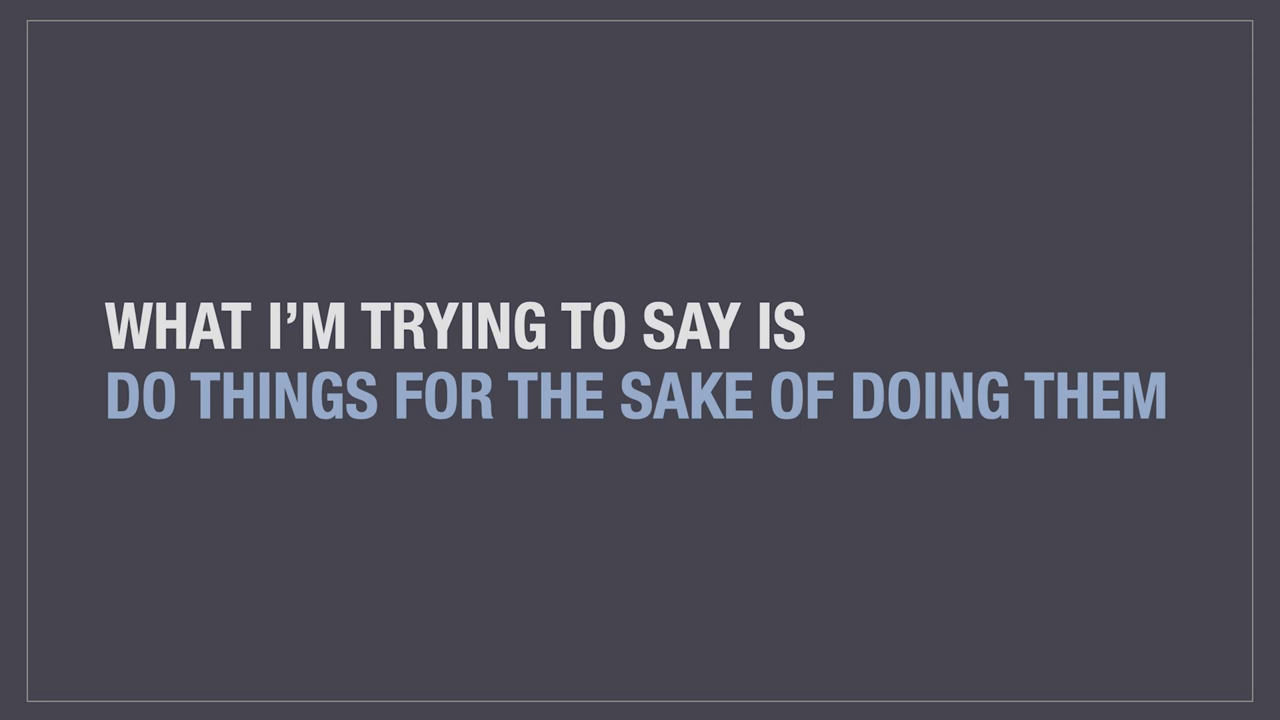 WHAT I’M TRYING TO SAY IS
DO THINGS FOR THE SAKE OF DOING THEM